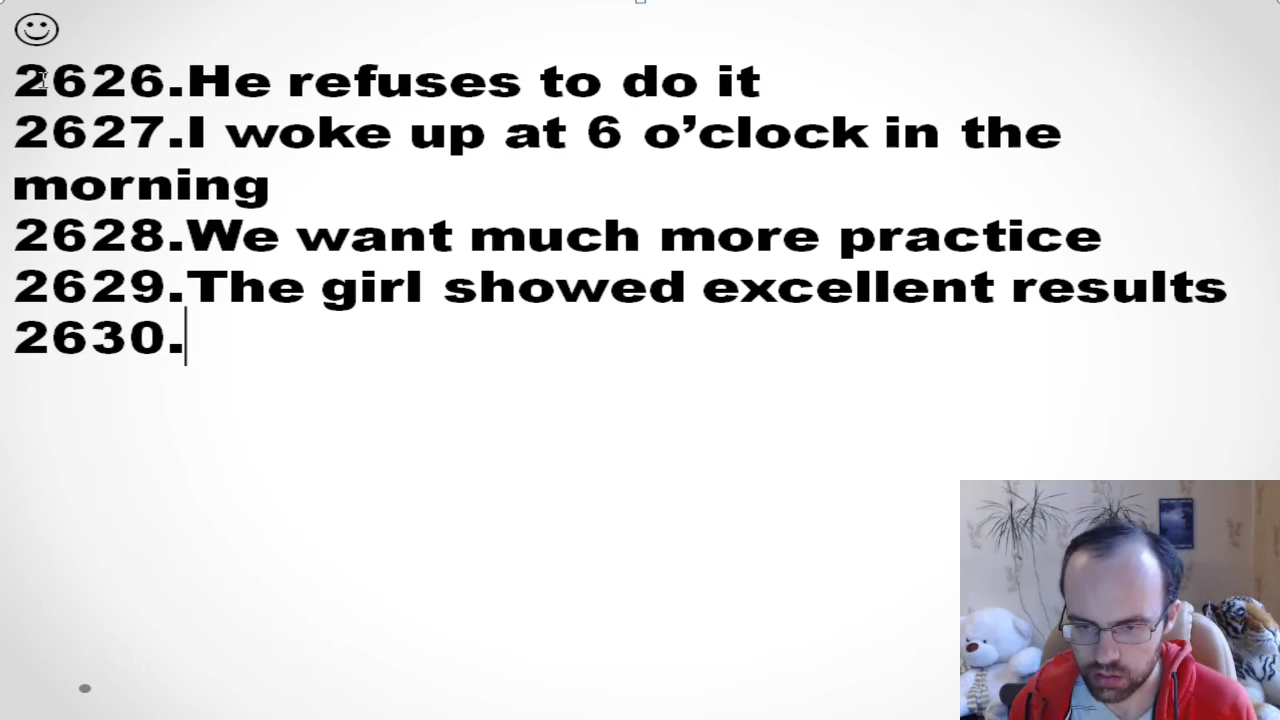 2626.He refuses to do it
2627.I woke up at 6 o’clock in the
morning
2628.We want much more practice
2629.The girl showed excellent results
2630.